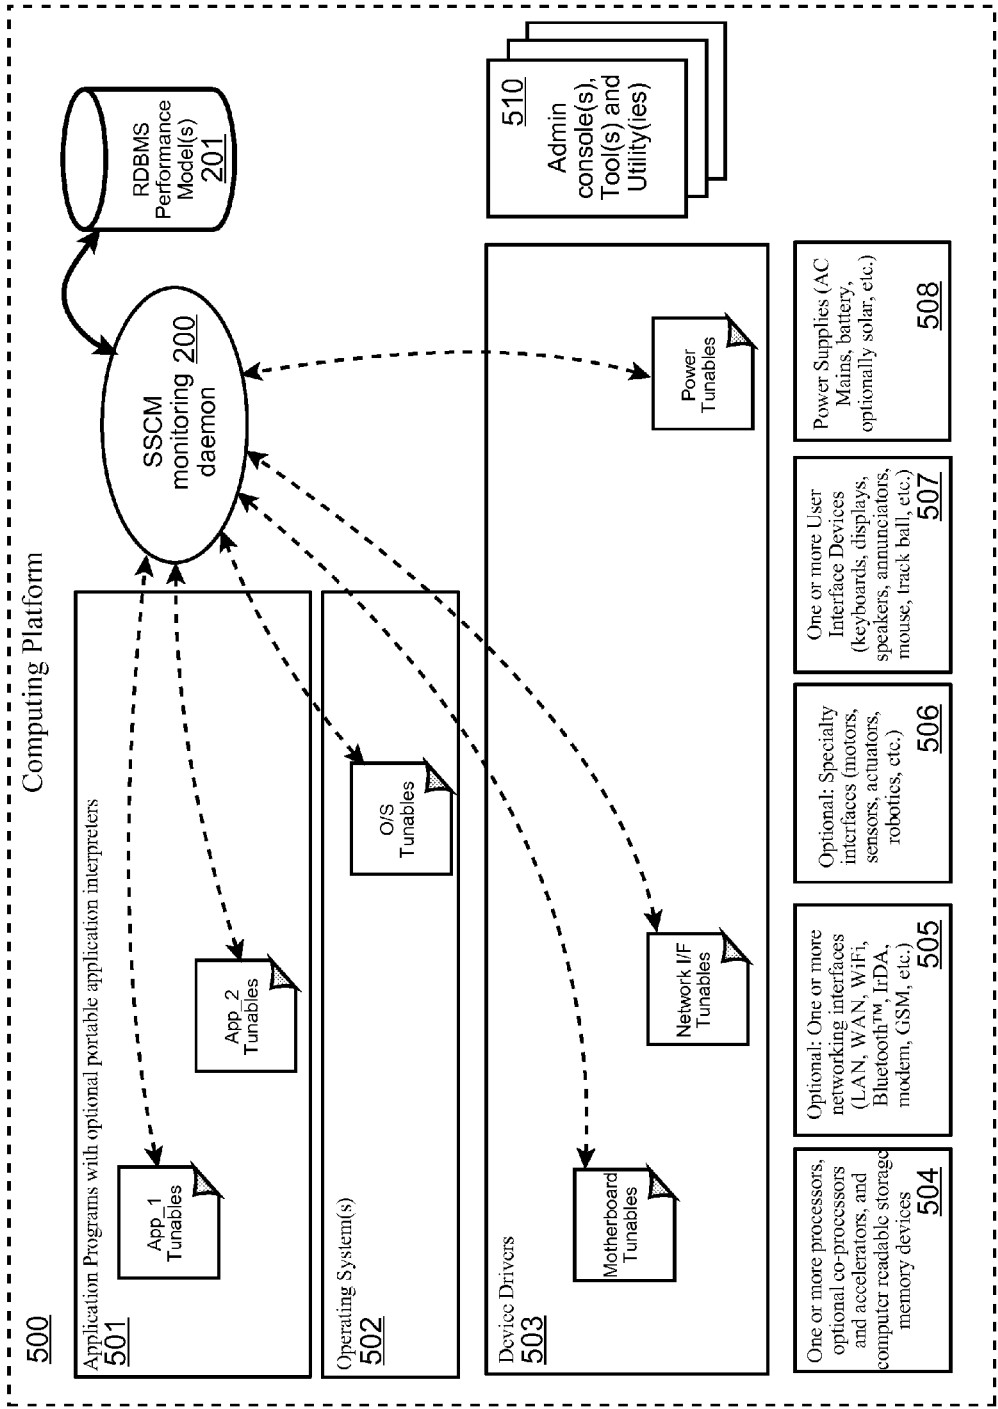 Computing Platform
500
RDBMS
Performance
Model(s)
201
SSCM
monitoring 200
daemon
510
Admin
console(s),
Tool(s) and
Utility(ies)
Application Programs with optional portable application interpreters
501
App_1
Tunables
App_2
Tunables
Operating System(s)
502
O/S
Tunables
Device Drivers
503
Motherboard
Tunables
Network I/F
Tunables
Power
Tunables
One or more processors,
optional co-processors
and accelerators, and
computer readable storage
memory devices
504
Optional: One or more
networking interfaces
(LAN, WAN, WiFi,
Bluetooth™, IrDA,
modem, GSM, etc.)
505
Optional: Specialty
interfaces (motors,
sensors, actuators,
robotics, etc.)
506
One or more User
Interface Devices
(keyboards, displays,
speakers, annunciators,
mouse, track ball, etc.)
507
Power Supplies (AC
Mains, battery,
optionally solar, etc.)
508